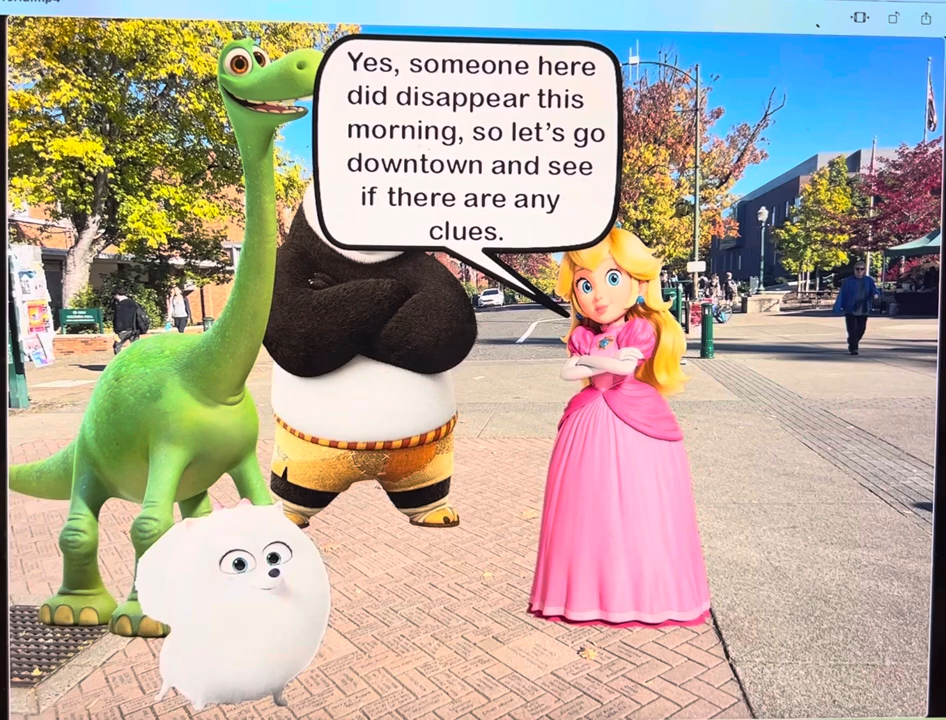 Yes, someone here
did disappear this
morning, so let's go
downtown and see
if there are any
clues.